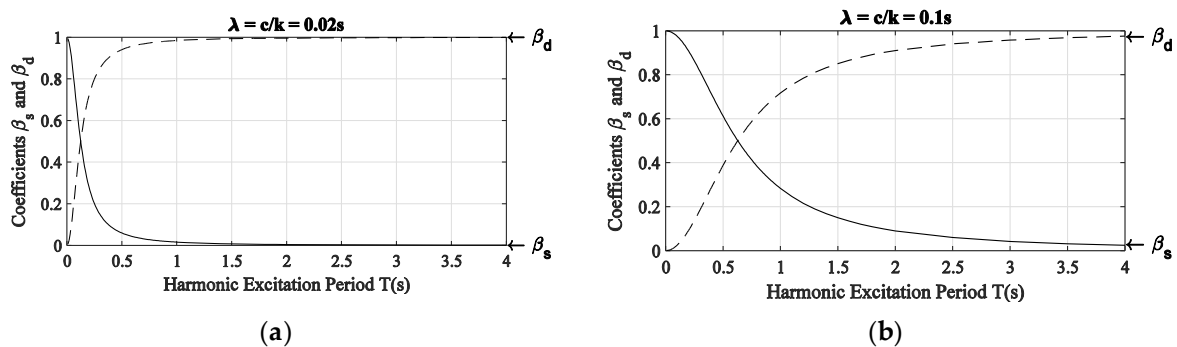 λ = c/k = 0.02s
Coefficients β_s and β_d
1
0.8
0.6
0.4
0.2
0
0
0.5
1
1.5
2
2.5
3
3.5
4
Harmonic Excitation Period T(s)
β_d
β_s
(a)
λ = c/k = 0.1s
Coefficients β_s and β_d
1
0.8
0.6
0.4
0.2
0
0
0.5
1
1.5
2
2.5
3
3.5
4
Harmonic Excitation Period T(s)
β_d
β_s
(b)